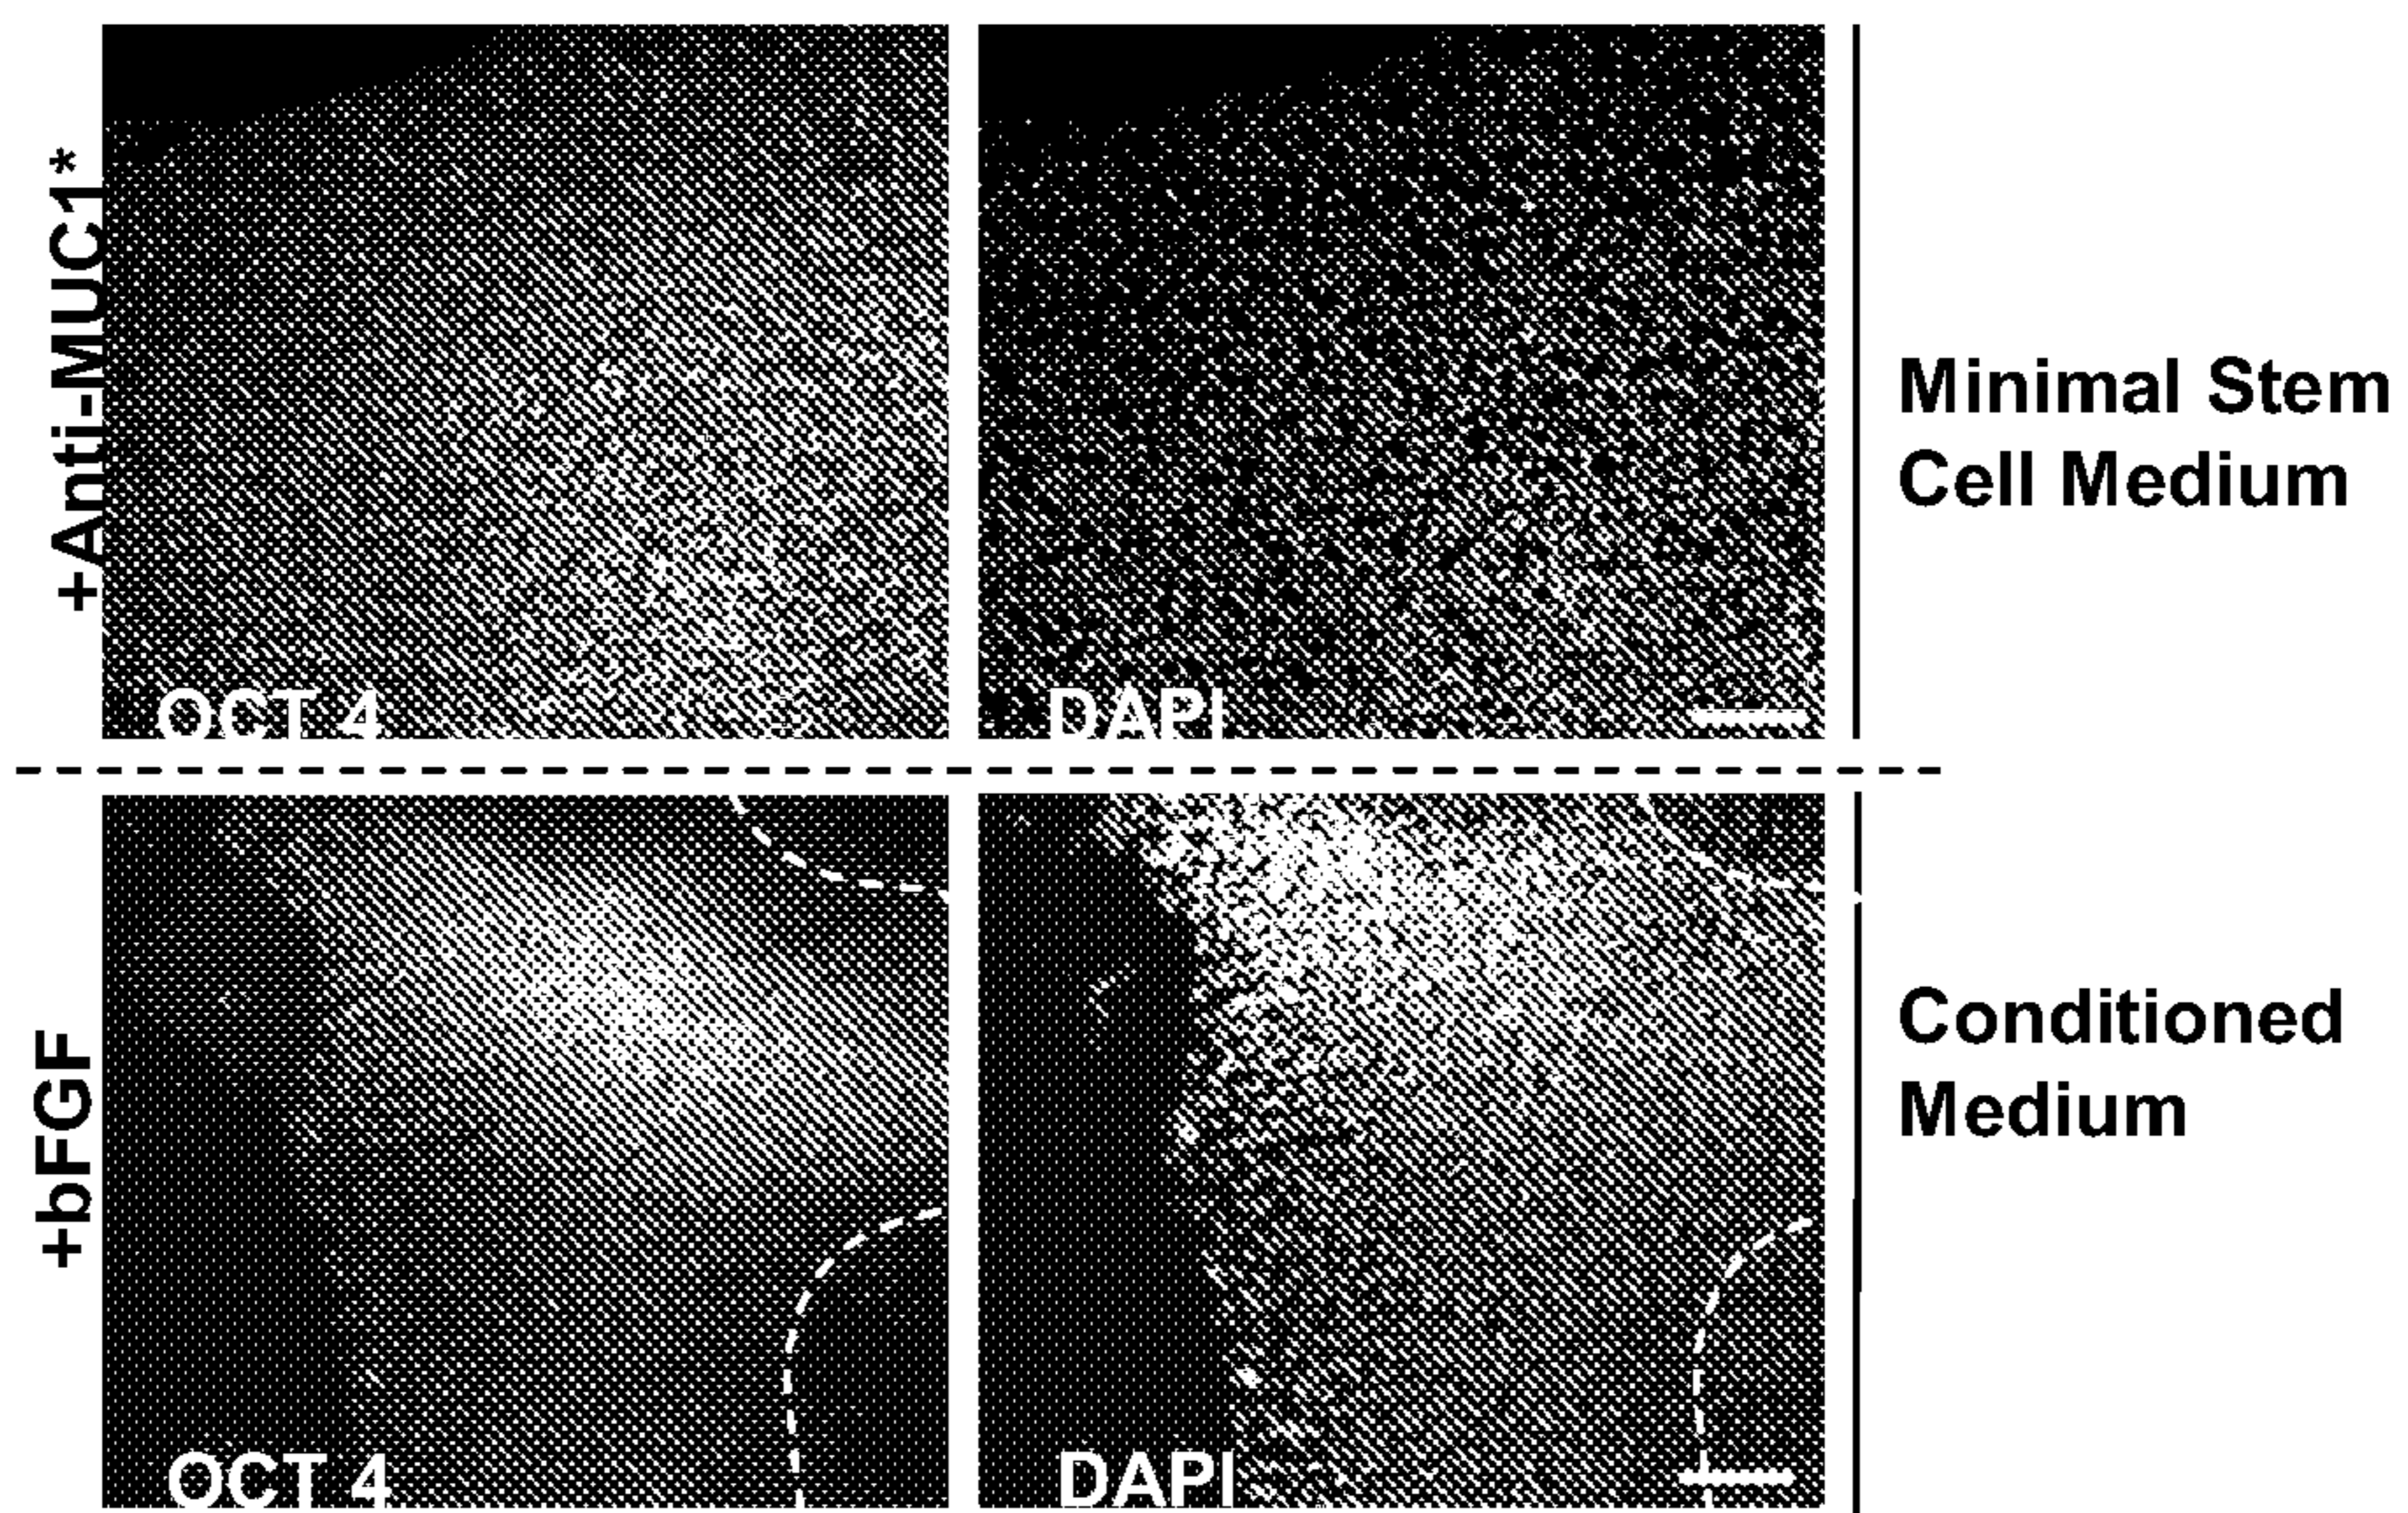 +Anti-MUC1*
OCT 4
DAPI
Minimal Stem
Cell Medium
+bFGF
OCT 4
DAPI
Conditioned
Medium